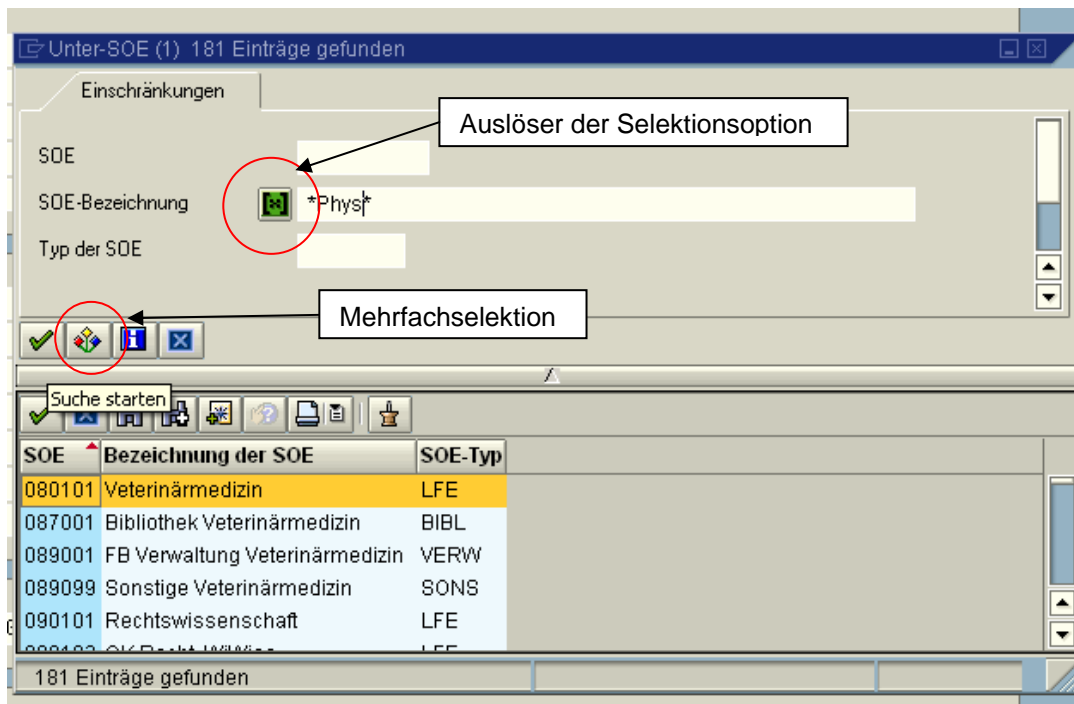 Unter-SOE (1) 181 Einträge gefunden
Einschränkungen
Auslöser der Selektionsoption
SOE
SOE-Bezeichnung *Phys*
Typ der SOE
Mehrfachselektion
Suche starten
SOE Bezeichnung der SOE SOE-Typ
080101 Veterinärmedizin LFE
087001 Bibliothek Veterinärmedizin BIBL
089001 FB Verwaltung Veterinärmedizin VERW
089099 Sonstige Veterinärmedizin SONS
090101 Rechtswissenschaft LFE
181 Einträge gefunden